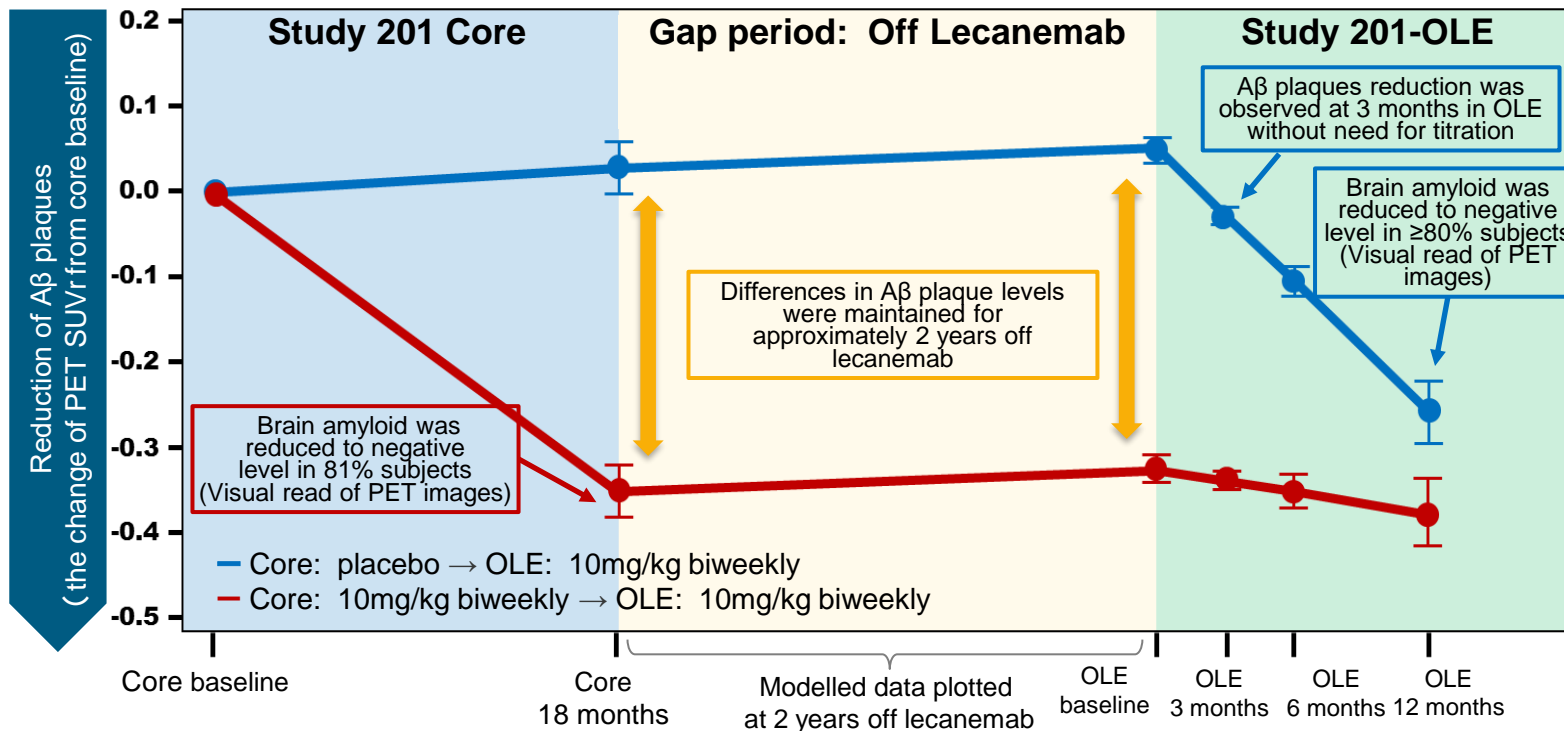 Reduction of Aβ plaques
(the change of PET SUVr from core baseline)
0.2
0.1
0.0
-0.1
-0.2
-0.3
-0.4
-0.5
Study 201 Core
Gap period: Off Lecanemab
Study 201-OLE
Aβ plaques reduction was
observed at 3 months in OLE
without need for titration
Brain amyloid was
reduced to negative
level in ≥80% subjects
(Visual read of PET
images)
Differences in Aβ plaque levels
were maintained for
approximately 2 years off
lecanemab
Brain amyloid was
reduced to negative
level in 81% subjects
(Visual read of PET images)
Core: placebo → OLE: 10mg/kg biweekly
Core: 10mg/kg biweekly → OLE: 10mg/kg biweekly
Core baseline
Core
18 months
Modelled data plotted
at 2 years off lecanemab
OLE
baseline
OLE
3 months
OLE
6 months
OLE
12 months